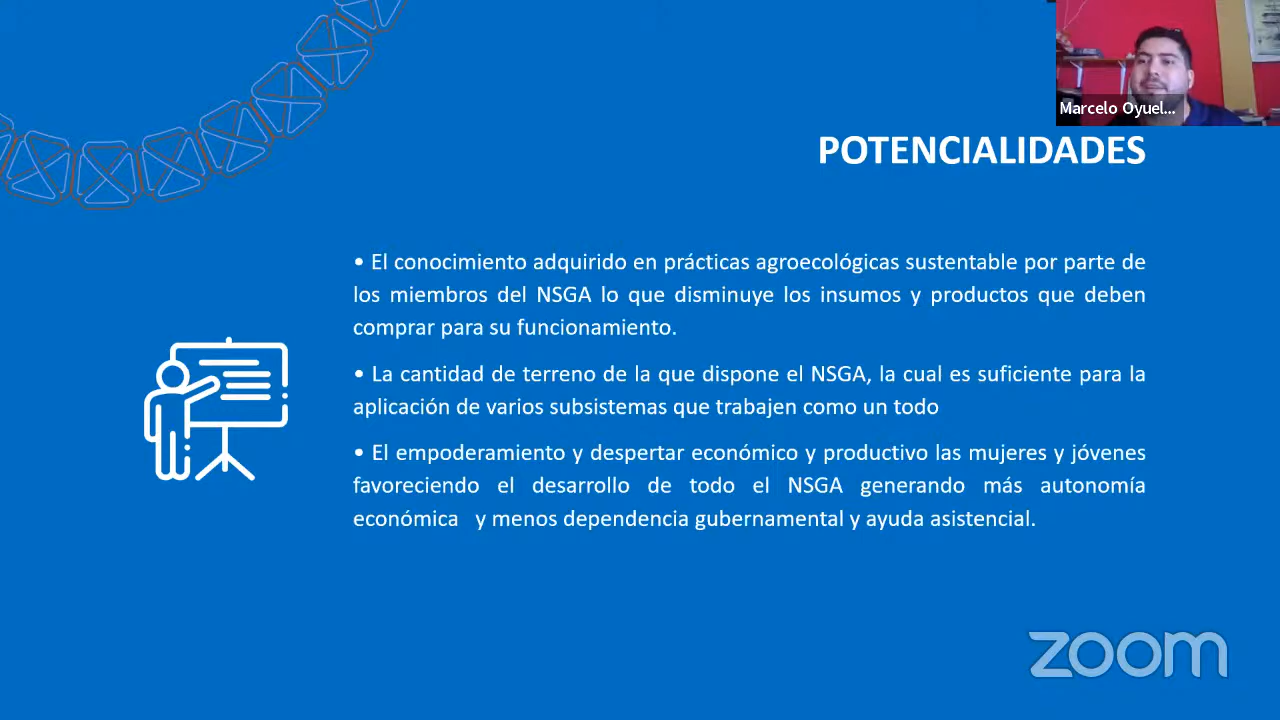 Marcelo Oyuel...
POTENCIALIDADES
• El conocimiento adquirido en prácticas agroecológicas sustentable por parte de
los miembros del NSGA lo que disminuye los insumos y productos que deben
comprar para su funcionamiento.
• La cantidad de terreno de la que dispone el NSGA, la cual es suficiente para la
aplicación de varios subsistemas que trabajen como un todo
• El empoderamiento y despertar económico y productivo las mujeres y jóvenes
favoreciendo el desarrollo de todo el NSGA generando más autonomía
económica y menos dependencia gubernamental y ayuda asistencial.
zoom